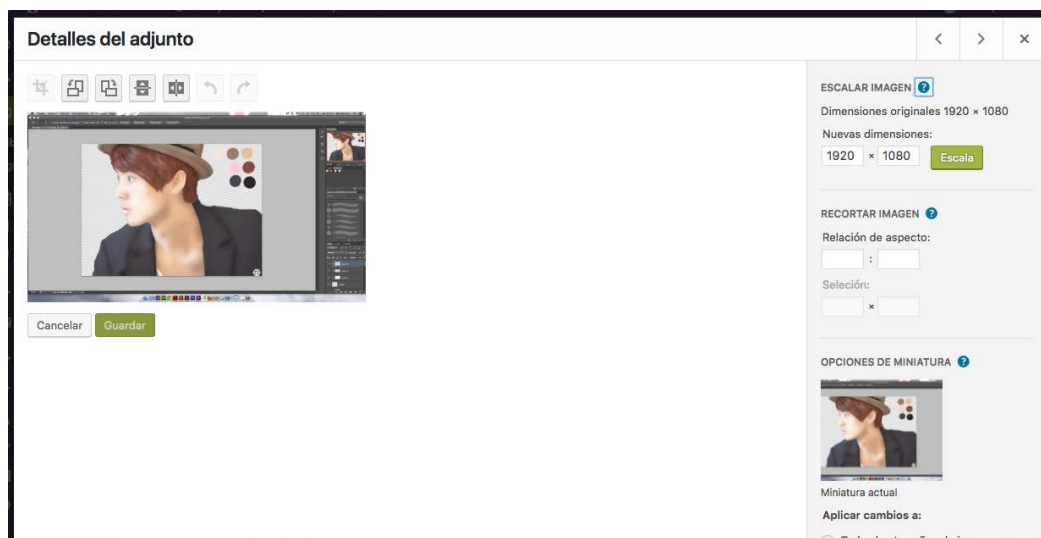 Detalles del adjunto
ESCALAR IMAGEN ?
Dimensiones originales 1920 × 1080
Nuevas dimensiones:
1920 × 1080 Escala
RECORTAR IMAGEN ?
Relación de aspecto:
:
Seleción:
×
Cancelar Guardar
OPCIONES DE MINIATURA ?
Miniatura actual
Aplicar cambios a: